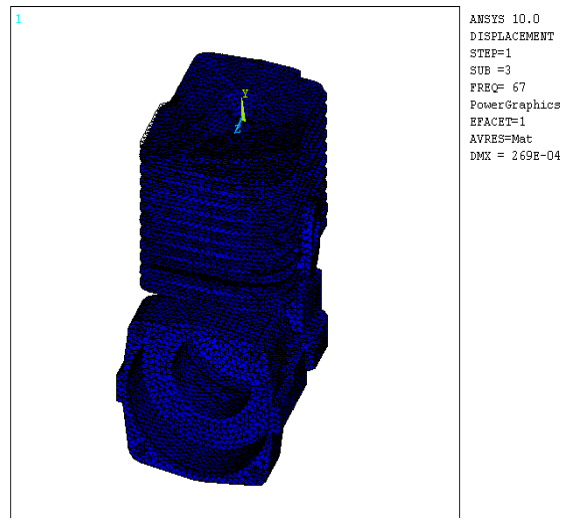 1
ANSYS 10.0
DISPLACEMENT
STEP=1
SUB =3
FREQ= 67
PowerGraphics
EFACET=1
AVRES=Mat
DMX = 269E-04
Y
Z